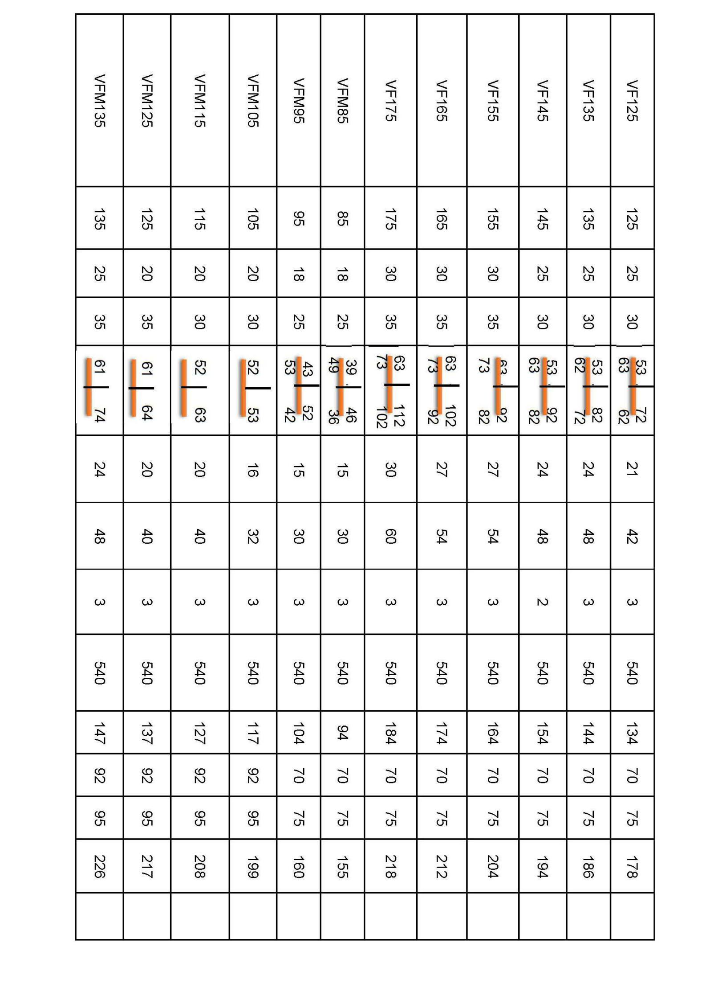 VF125 125 25 30 53 72 63 62 21 42 3 540 134 70 75 178
VF135 135 25 30 53 82 62 72 24 48 3 540 144 70 75 186
VF145 145 25 30 53 92 63 82 24 48 2 540 154 70 75 194
VF155 155 30 35 63 92 73 82 27 54 3 540 164 70 75 204
VF165 165 30 35 63 102 73 92 27 54 3 540 174 70 75 212
VF175 175 30 35 63 112 73 102 30 60 3 540 184 70 75 218
VFM85 85 18 25 39 46 49 36 15 30 3 540 94 70 75 155
VFM95 95 18 25 43 52 53 42 15 30 3 540 104 70 75 160
VFM105 105 20 30 52 53 16 32 3 540 117 92 95 199
VFM115 115 20 30 52 63 20 40 3 540 127 92 95 208
VFM125 125 20 35 61 64 20 40 3 540 137 92 95 217
VFM135 135 25 35 61 74 24 48 3 540 147 92 95 226